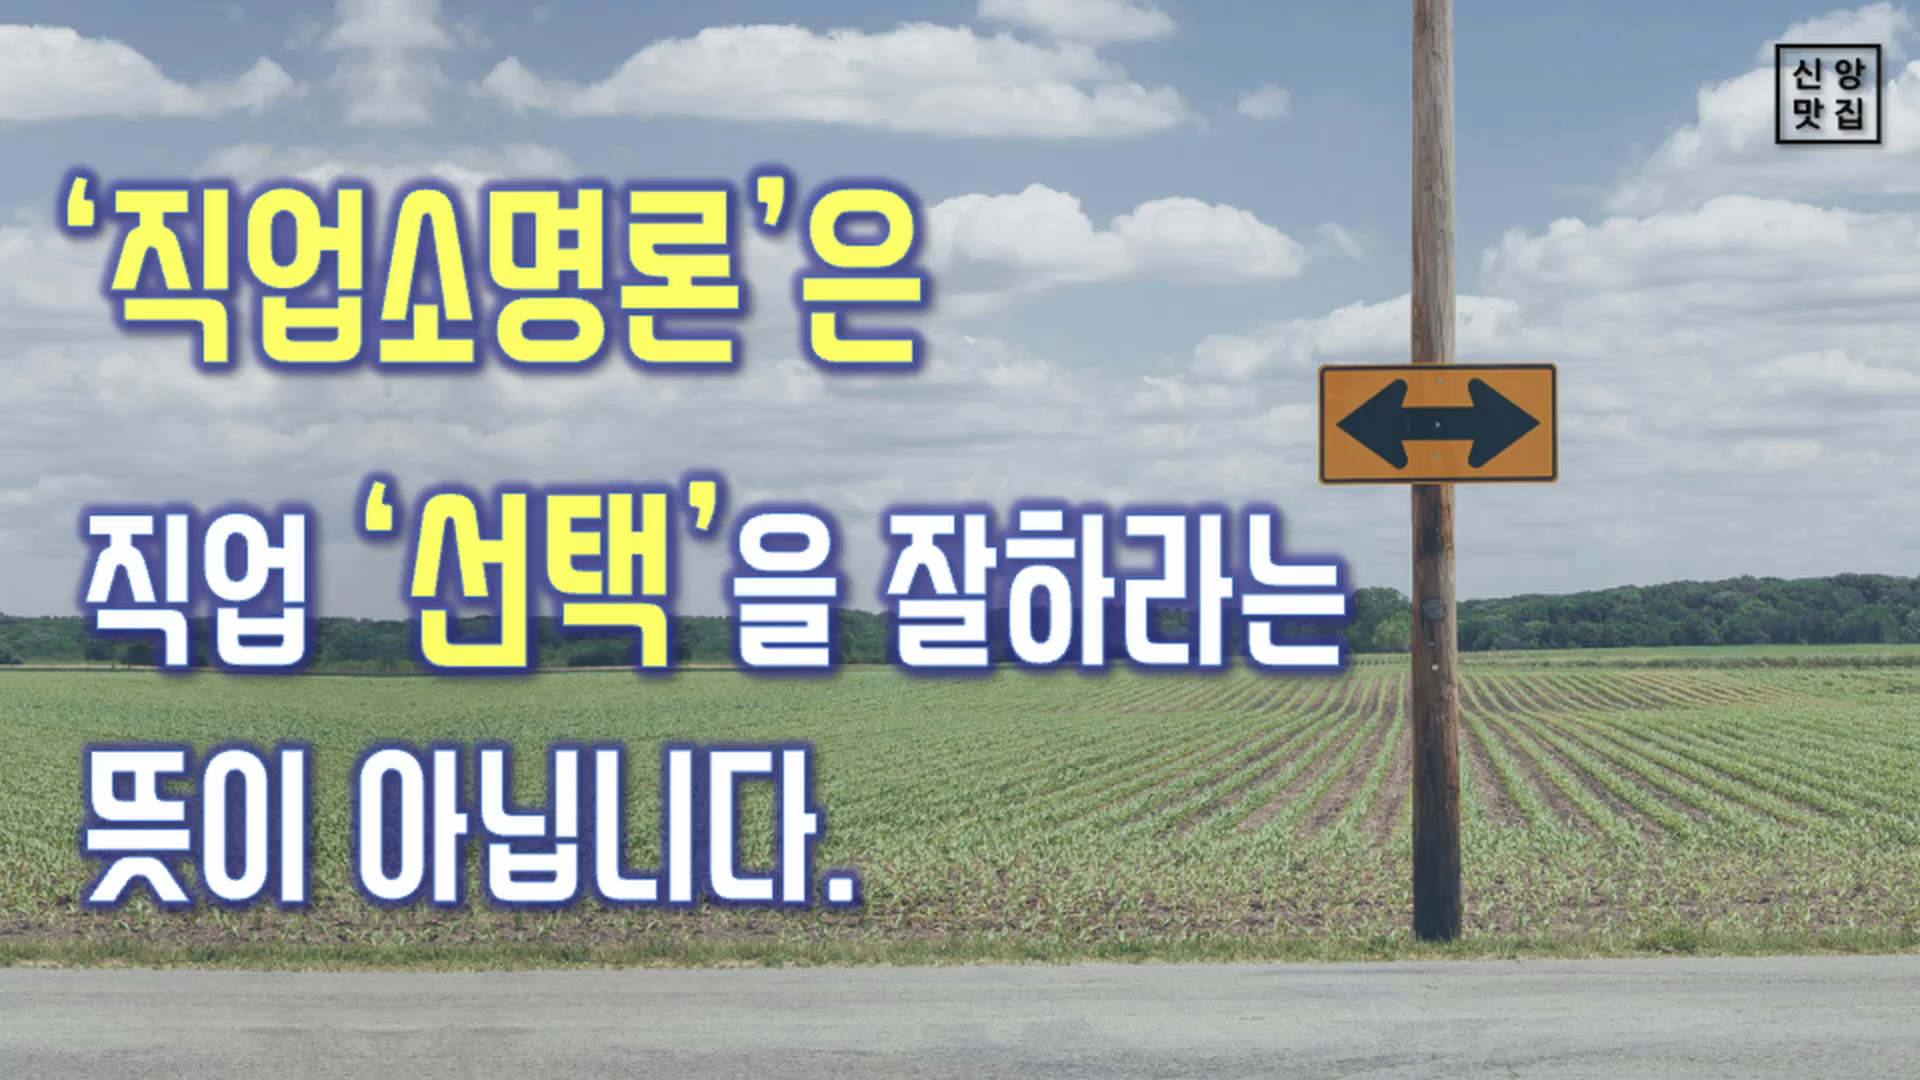 신앙
맛집
‘직업소명론’은
직업 ‘선택’을 잘하라는
뜻이 아닙니다.